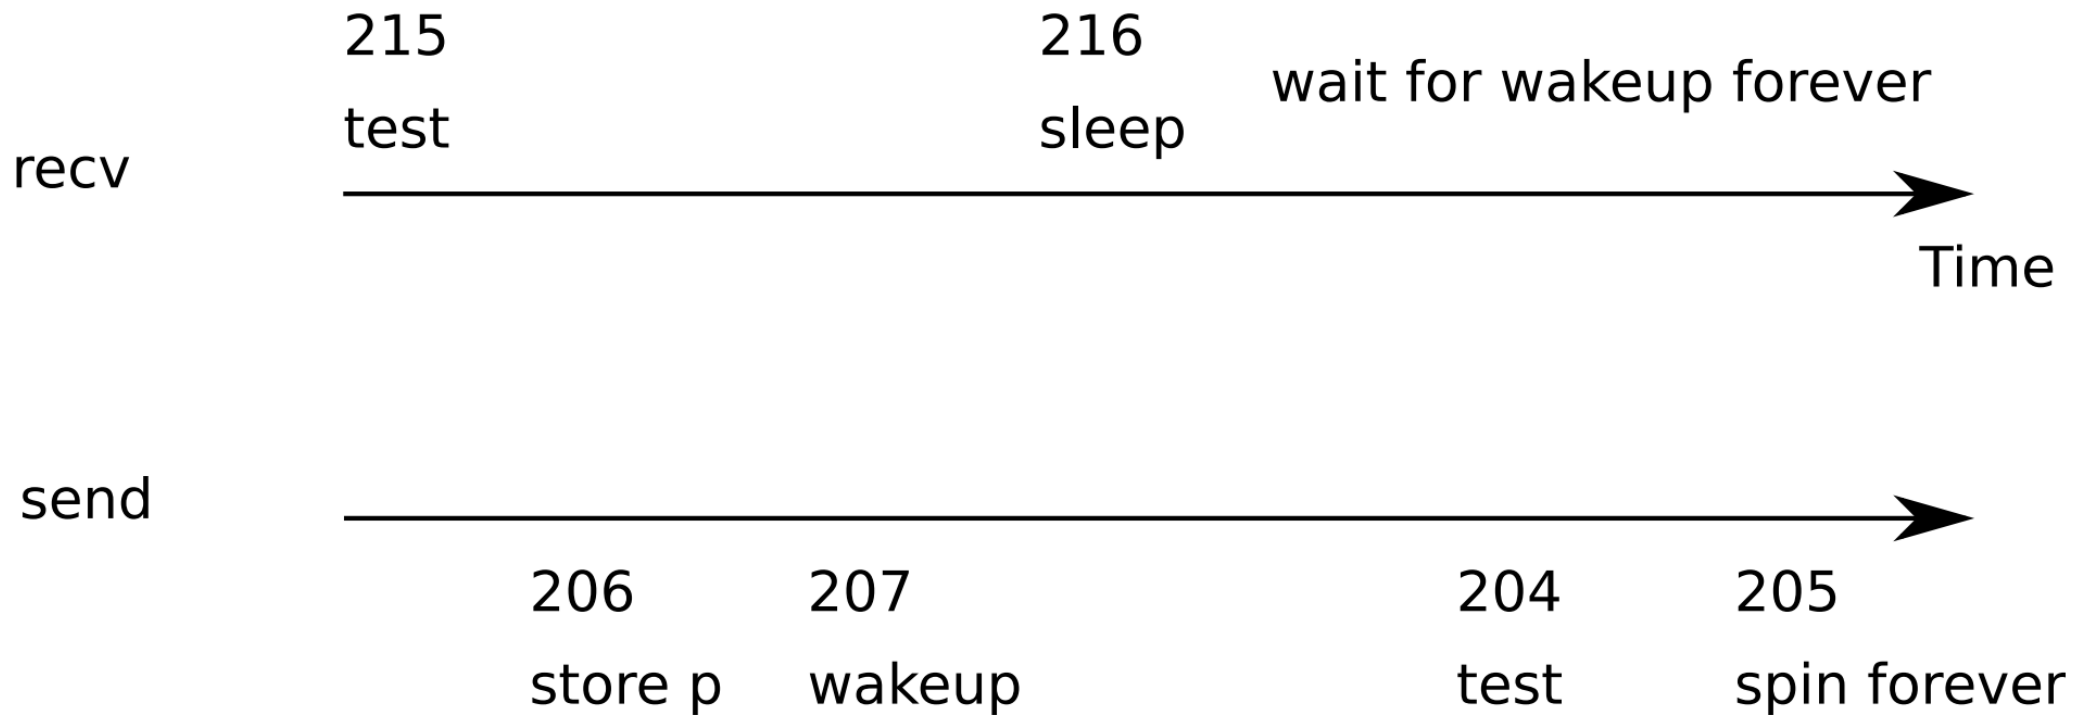 215
216
wait for wakeup forever
test
sleep
recv
Time
send
206
207
204
205
store p
wakeup
test
spin forever